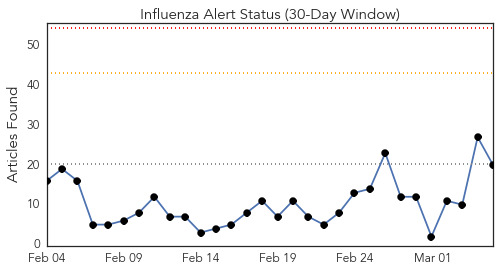 Influenza Alert Status (30-Day Window)
Articles Found
50
40
30
20
10
0
Feb 04 Feb 09 Feb 14 Feb 19 Feb 24 Mar 01